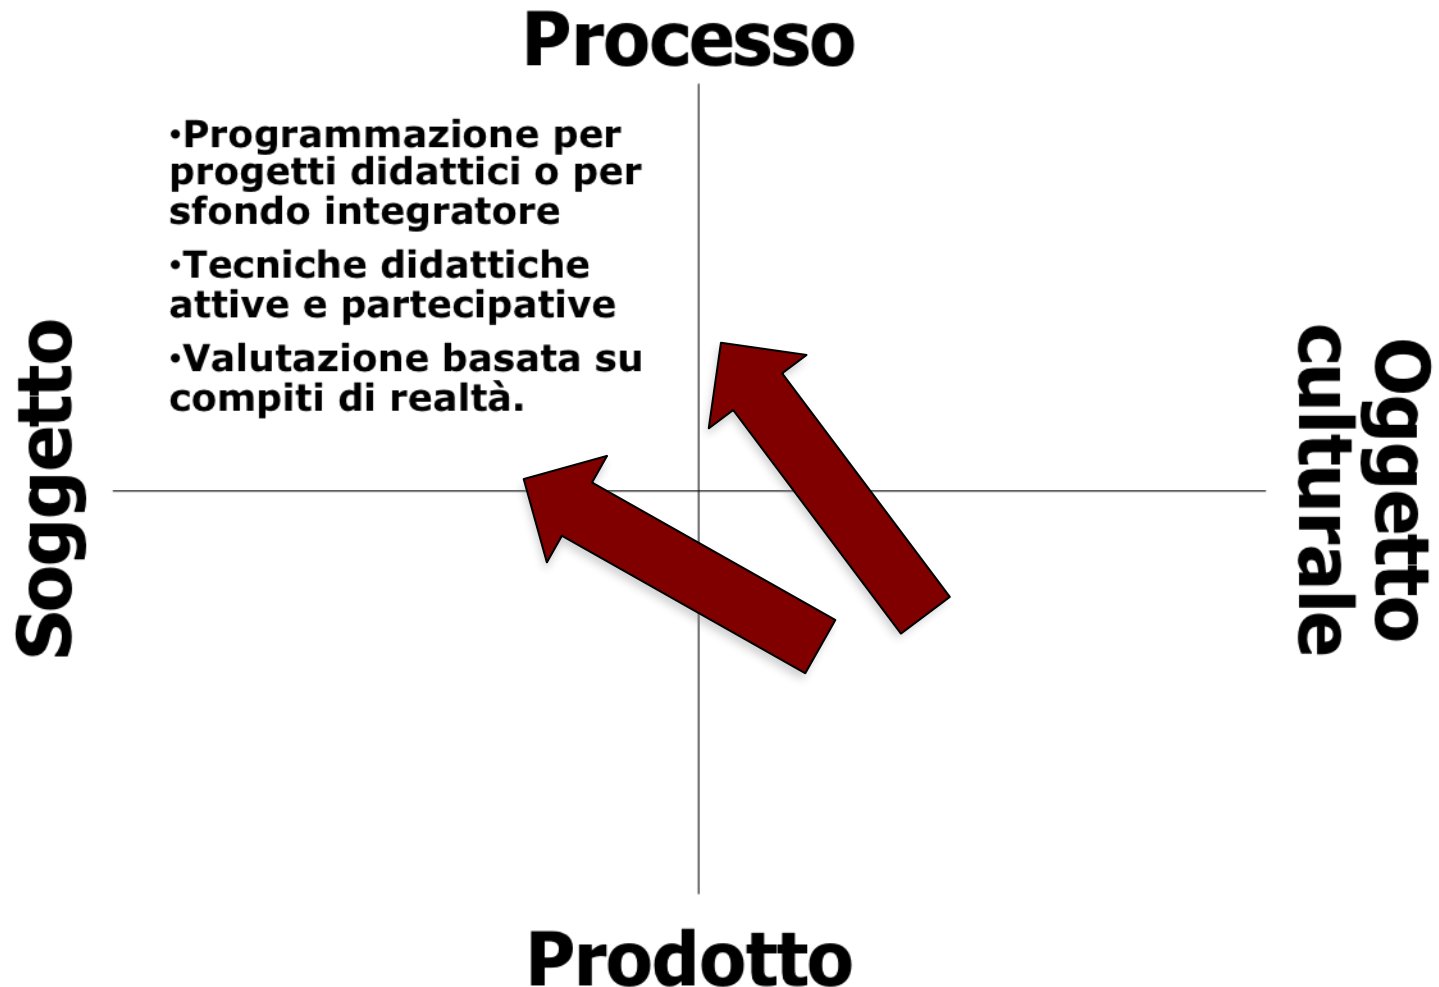 Processo
•Programmazione per
progetti didattici o per
sfondo integratore
•Tecniche didattiche
attive e partecipative
•Valutazione basata su
compiti di realtà.
Soggetto
Oggetto
culturale
Prodotto